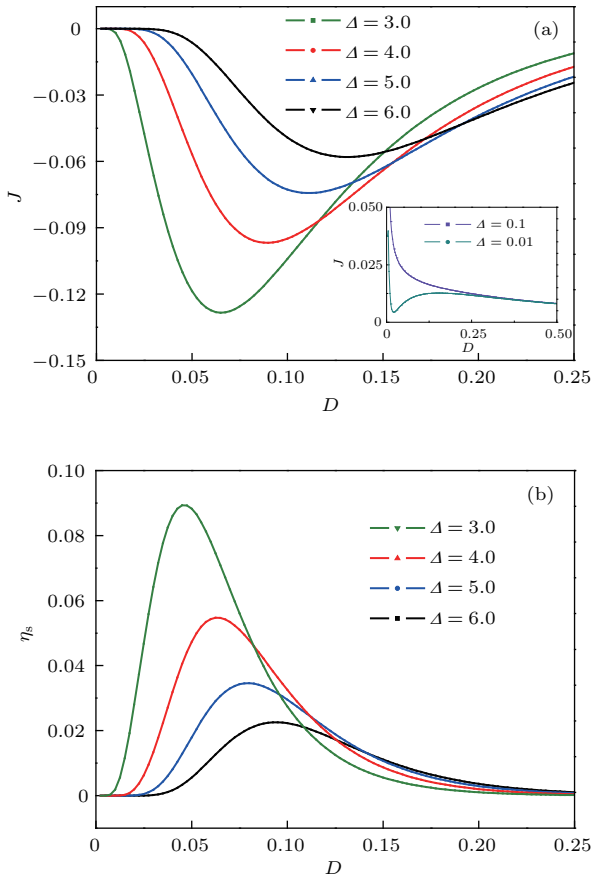 (a)
Δ = 3.0
Δ = 4.0
Δ = 5.0
Δ = 6.0
0
−0.03
−0.06
−0.09
−0.12
−0.15
J
0.050
0.025
0
J
Δ = 0.1
Δ = 0.01
0 0.25 0.50
D
0 0.05 0.10 0.15 0.20 0.25
D
(b)
Δ = 3.0
Δ = 4.0
Δ = 5.0
Δ = 6.0
0.10
0.08
0.06
0.04
0.02
0
ηs
0 0.05 0.10 0.15 0.20 0.25
D